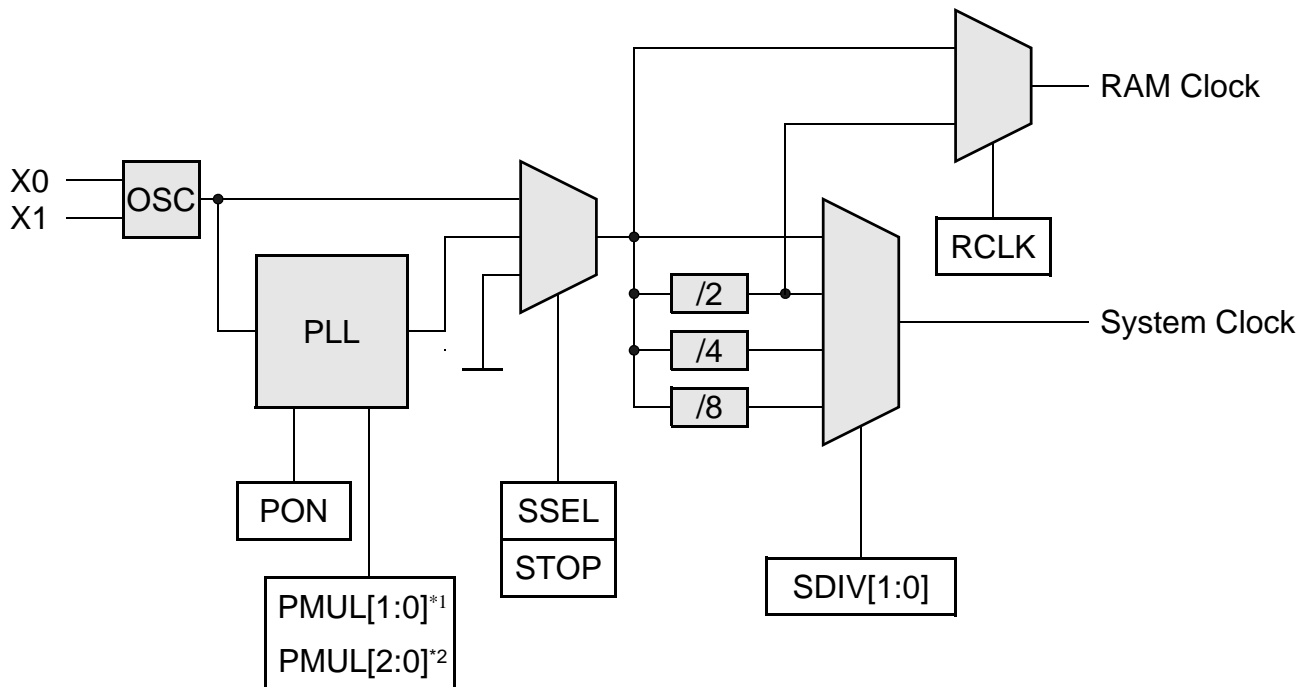 RAM Clock
X0
OSC
X1
RCLK
/2
PLL
System Clock
/4
/8
PON
SSEL
STOP
SDIV[1:0]
PMUL[1:0]*1
PMUL[2:0]*2